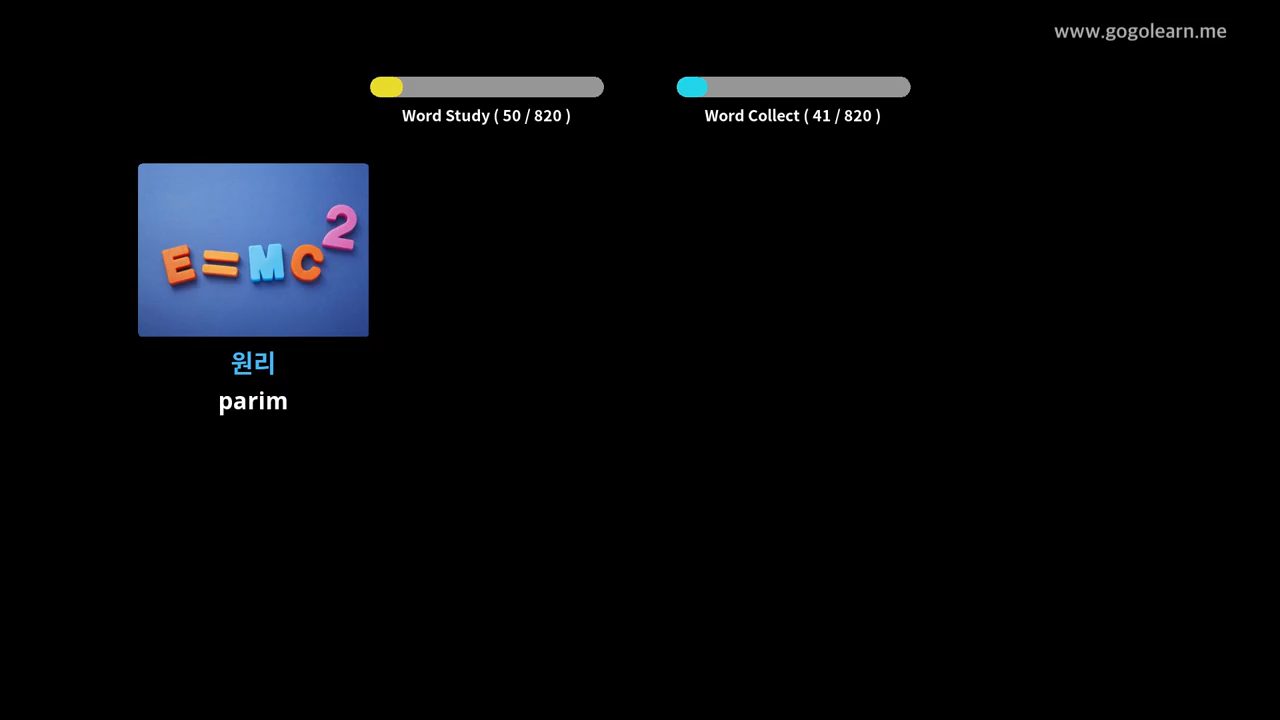 www.gogolearn.me
Word Study ( 50 / 820 )
Word Collect ( 41 / 820 )
E=MC²
원리
parim